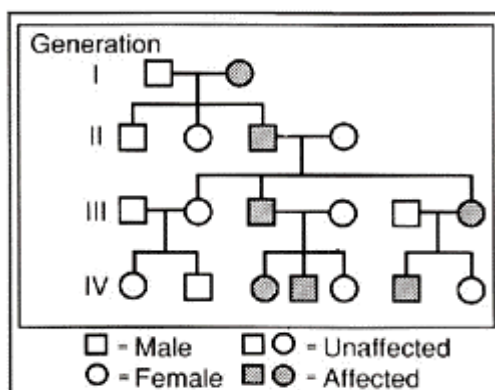 Generation
I
II
III
IV
= Male
= Unaffected
= Female
= Affected